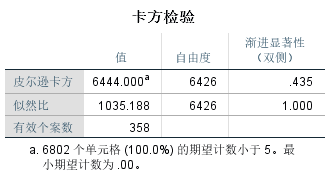 卡方检验
值 自由度 渐进显著性
（双侧）
皮尔逊卡方 6444.000a 6426 .435
似然比 1035.188 6426 1.000
有效个案数 358
a. 6802 个单元格 (100.0%) 的期望计数小于 5。最
小期望计数为 .00。